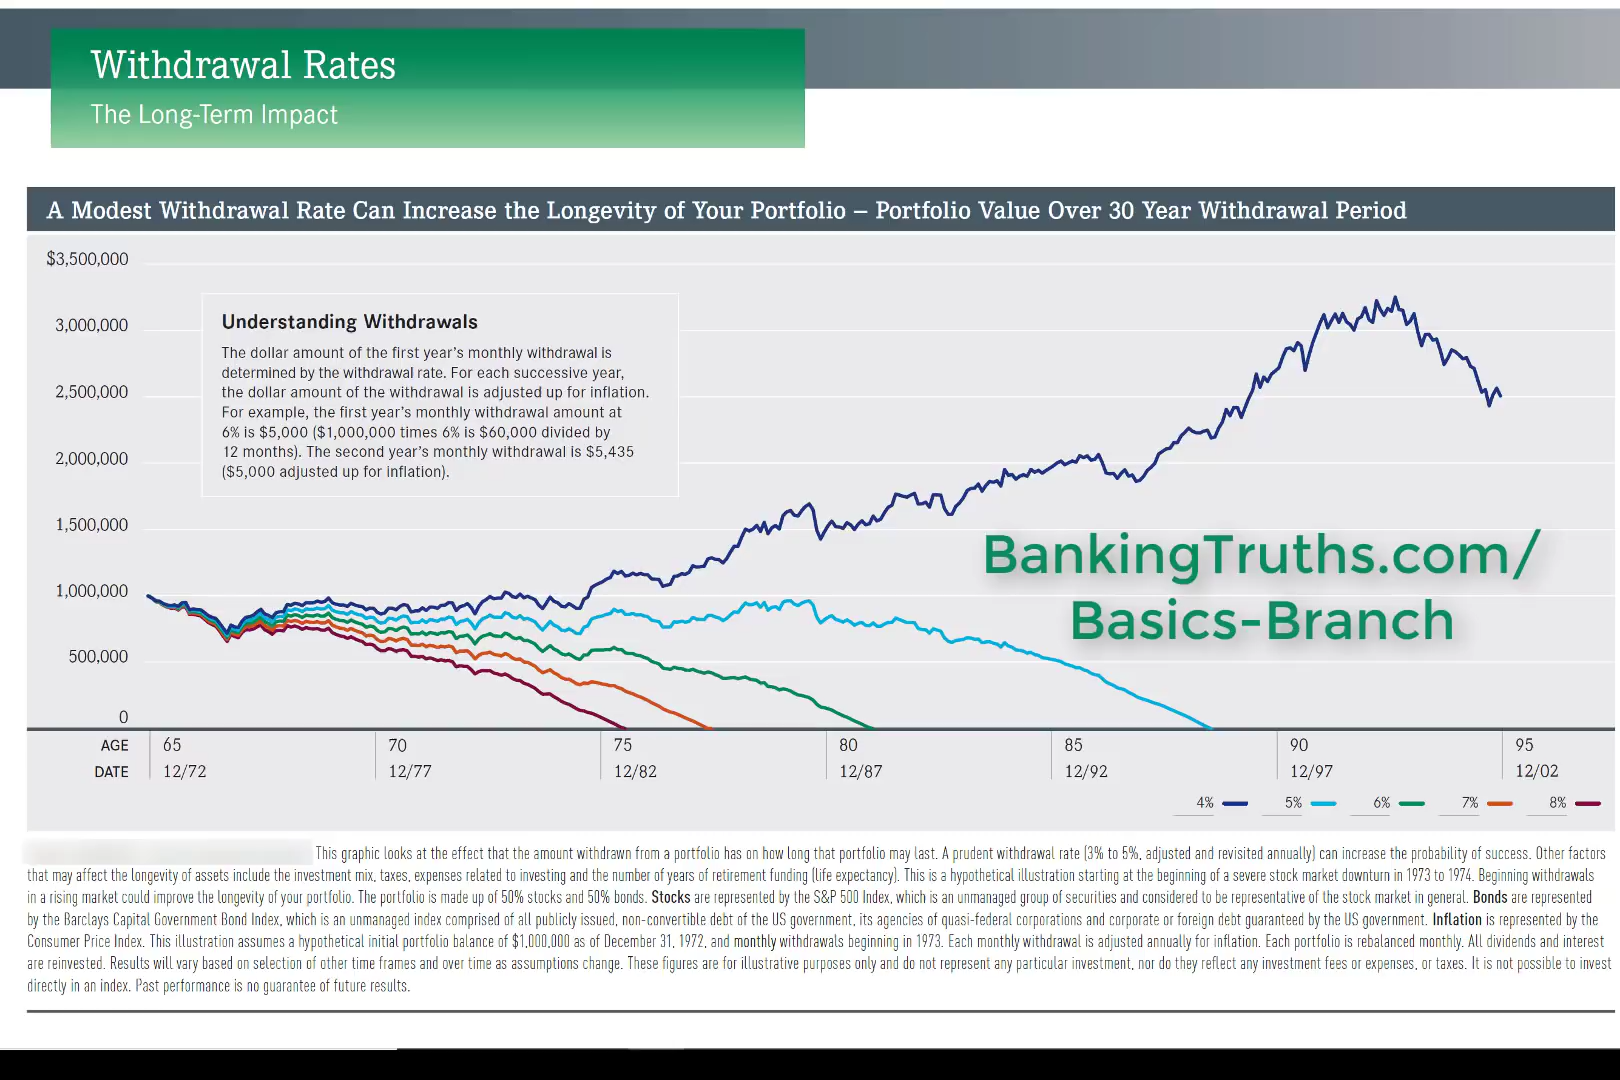 Withdrawal Rates
The Long-Term Impact
A Modest Withdrawal Rate Can Increase the Longevity of Your Portfolio – Portfolio Value Over 30 Year Withdrawal Period
$3,500,000
3,000,000
2,500,000
2,000,000
1,500,000
1,000,000
500,000
0
Understanding Withdrawals
The dollar amount of the first year's monthly withdrawal is
determined by the withdrawal rate. For each successive year,
the dollar amount of the withdrawal is adjusted up for inflation.
For example, the first year's monthly withdrawal amount at
6% is $5,000 ($1,000,000 times 6% is $60,000 divided by
12 months). The second year's monthly withdrawal is $5,435
($5,000 adjusted up for inflation).
BankingTruths.com/
Basics-Branch
AGE 65 70 75 80 85 90 95
DATE 12/72 12/77 12/82 12/87 12/92 12/97 12/02
4% 5% 6% 7% 8%
This graphic looks at the effect that the amount withdrawn from a portfolio has on how long that portfolio may last. A prudent withdrawal rate (3% to 5%, adjusted and revisited annually) can increase the probability of success. Other factors
that may affect the longevity of assets include the investment mix, taxes, expenses related to investing and the number of years of retirement funding (life expectancy). This is a hypothetical illustration starting at the beginning of a severe stock market downturn in 1973 to 1974. Beginning withdrawals
in a rising market could improve the longevity of your portfolio. The portfolio is made up of 50% stocks and 50% bonds. Stocks are represented by the S&P 500 Index, which is an unmanaged group of securities and considered to be representative of the stock market in general. Bonds are represented
by the Barclays Capital Government Bond Index, which is an unmanaged index comprised of all publicly issued, non-convertible debt of the US government, its agencies of quasi-federal corporations and corporate or foreign debt guaranteed by the US government. Inflation is represented by the
Consumer Price Index. This illustration assumes a hypothetical initial portfolio balance of $1,000,000 as of December 31, 1972, and monthly withdrawals beginning in 1973. Each monthly withdrawal is adjusted annually for inflation. Each portfolio is rebalanced monthly. All dividends and interest
are reinvested. Results will vary based on selection of other time frames and over time as assumptions change. These figures are for illustrative purposes only and do not represent any particular investment, nor do they reflect any investment fees or expenses, or taxes. It is not possible to invest
directly in an index. Past performance is no guarantee of future results.